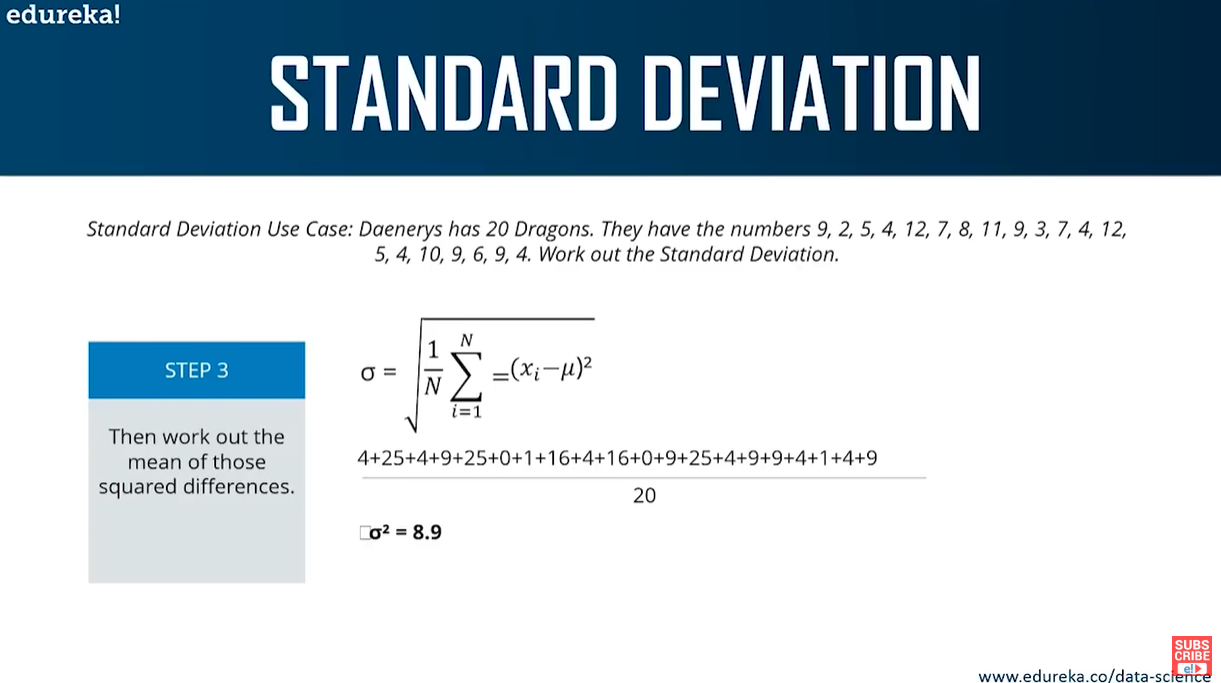 edureka!
STANDARD DEVIATION
Standard Deviation Use Case: Daenerys has 20 Dragons. They have the numbers 9, 2, 5, 4, 12, 7, 8, 11, 9, 3, 7, 4, 12,
5, 4, 10, 9, 6, 9, 4. Work out the Standard Deviation.
STEP 3
Then work out the
mean of those
squared differences.
σ = √ 1/N ∑ i=1 N =(xᵢ−μ)²
4+25+4+9+25+0+1+16+4+16+0+9+25+4+9+9+4+1+4+9
20
□σ² = 8.9
SUBS
CRIBE
e!
www.edureka.co/data-science